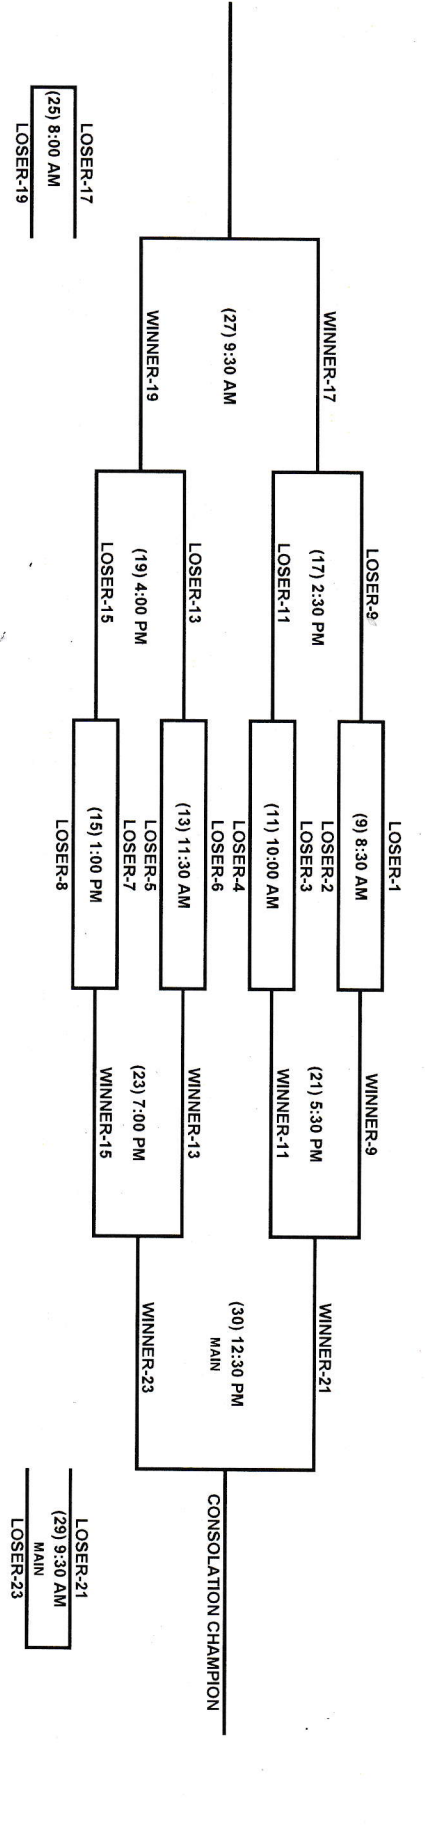 LOSER-1
LOSER-9
WINNER-9
(9) 8:30 AM
WINNER-17
LOSER-2
WINNER-21
(17) 2:30 PM
(21) 5:30 PM
LOSER-3
LOSER-11
(11) 10:00 AM
WINNER-11
(27) 9:30 AM
LOSER-4
(30) 12:30 PM
MAIN
LOSER-6
CONSOLATION CHAMPION
LOSER-13
(13) 11:30 AM
WINNER-13
WINNER-19
LOSER-5
WINNER-23
(19) 4:00 PM
(23) 7:00 PM
LOSER-7
LOSER-15
(15) 1:00 PM
WINNER-15
LOSER-8
LOSER-17
(25) 8:00 AM
LOSER-19
LOSER-21
(29) 9:30 AM
MAIN
LOSER-23